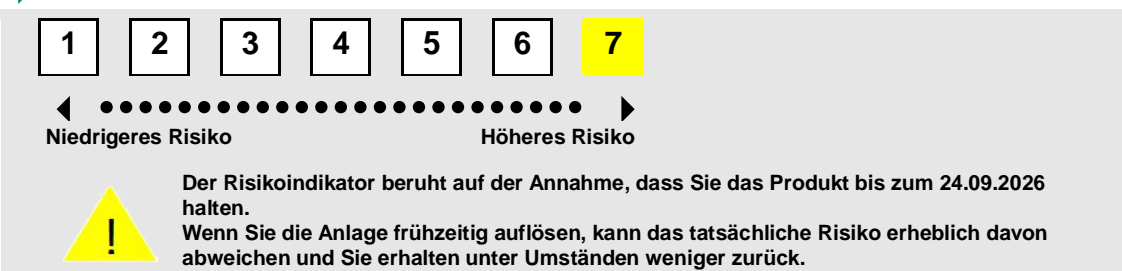 1 2 3 4 5 6 7
Niedrigeres Risiko Höheres Risiko
Der Risikoindikator beruht auf der Annahme, dass Sie das Produkt bis zum 24.09.2026
halten.
Wenn Sie die Anlage frühzeitig auflösen, kann das tatsächliche Risiko erheblich davon
abweichen und Sie erhalten unter Umständen weniger zurück.
!